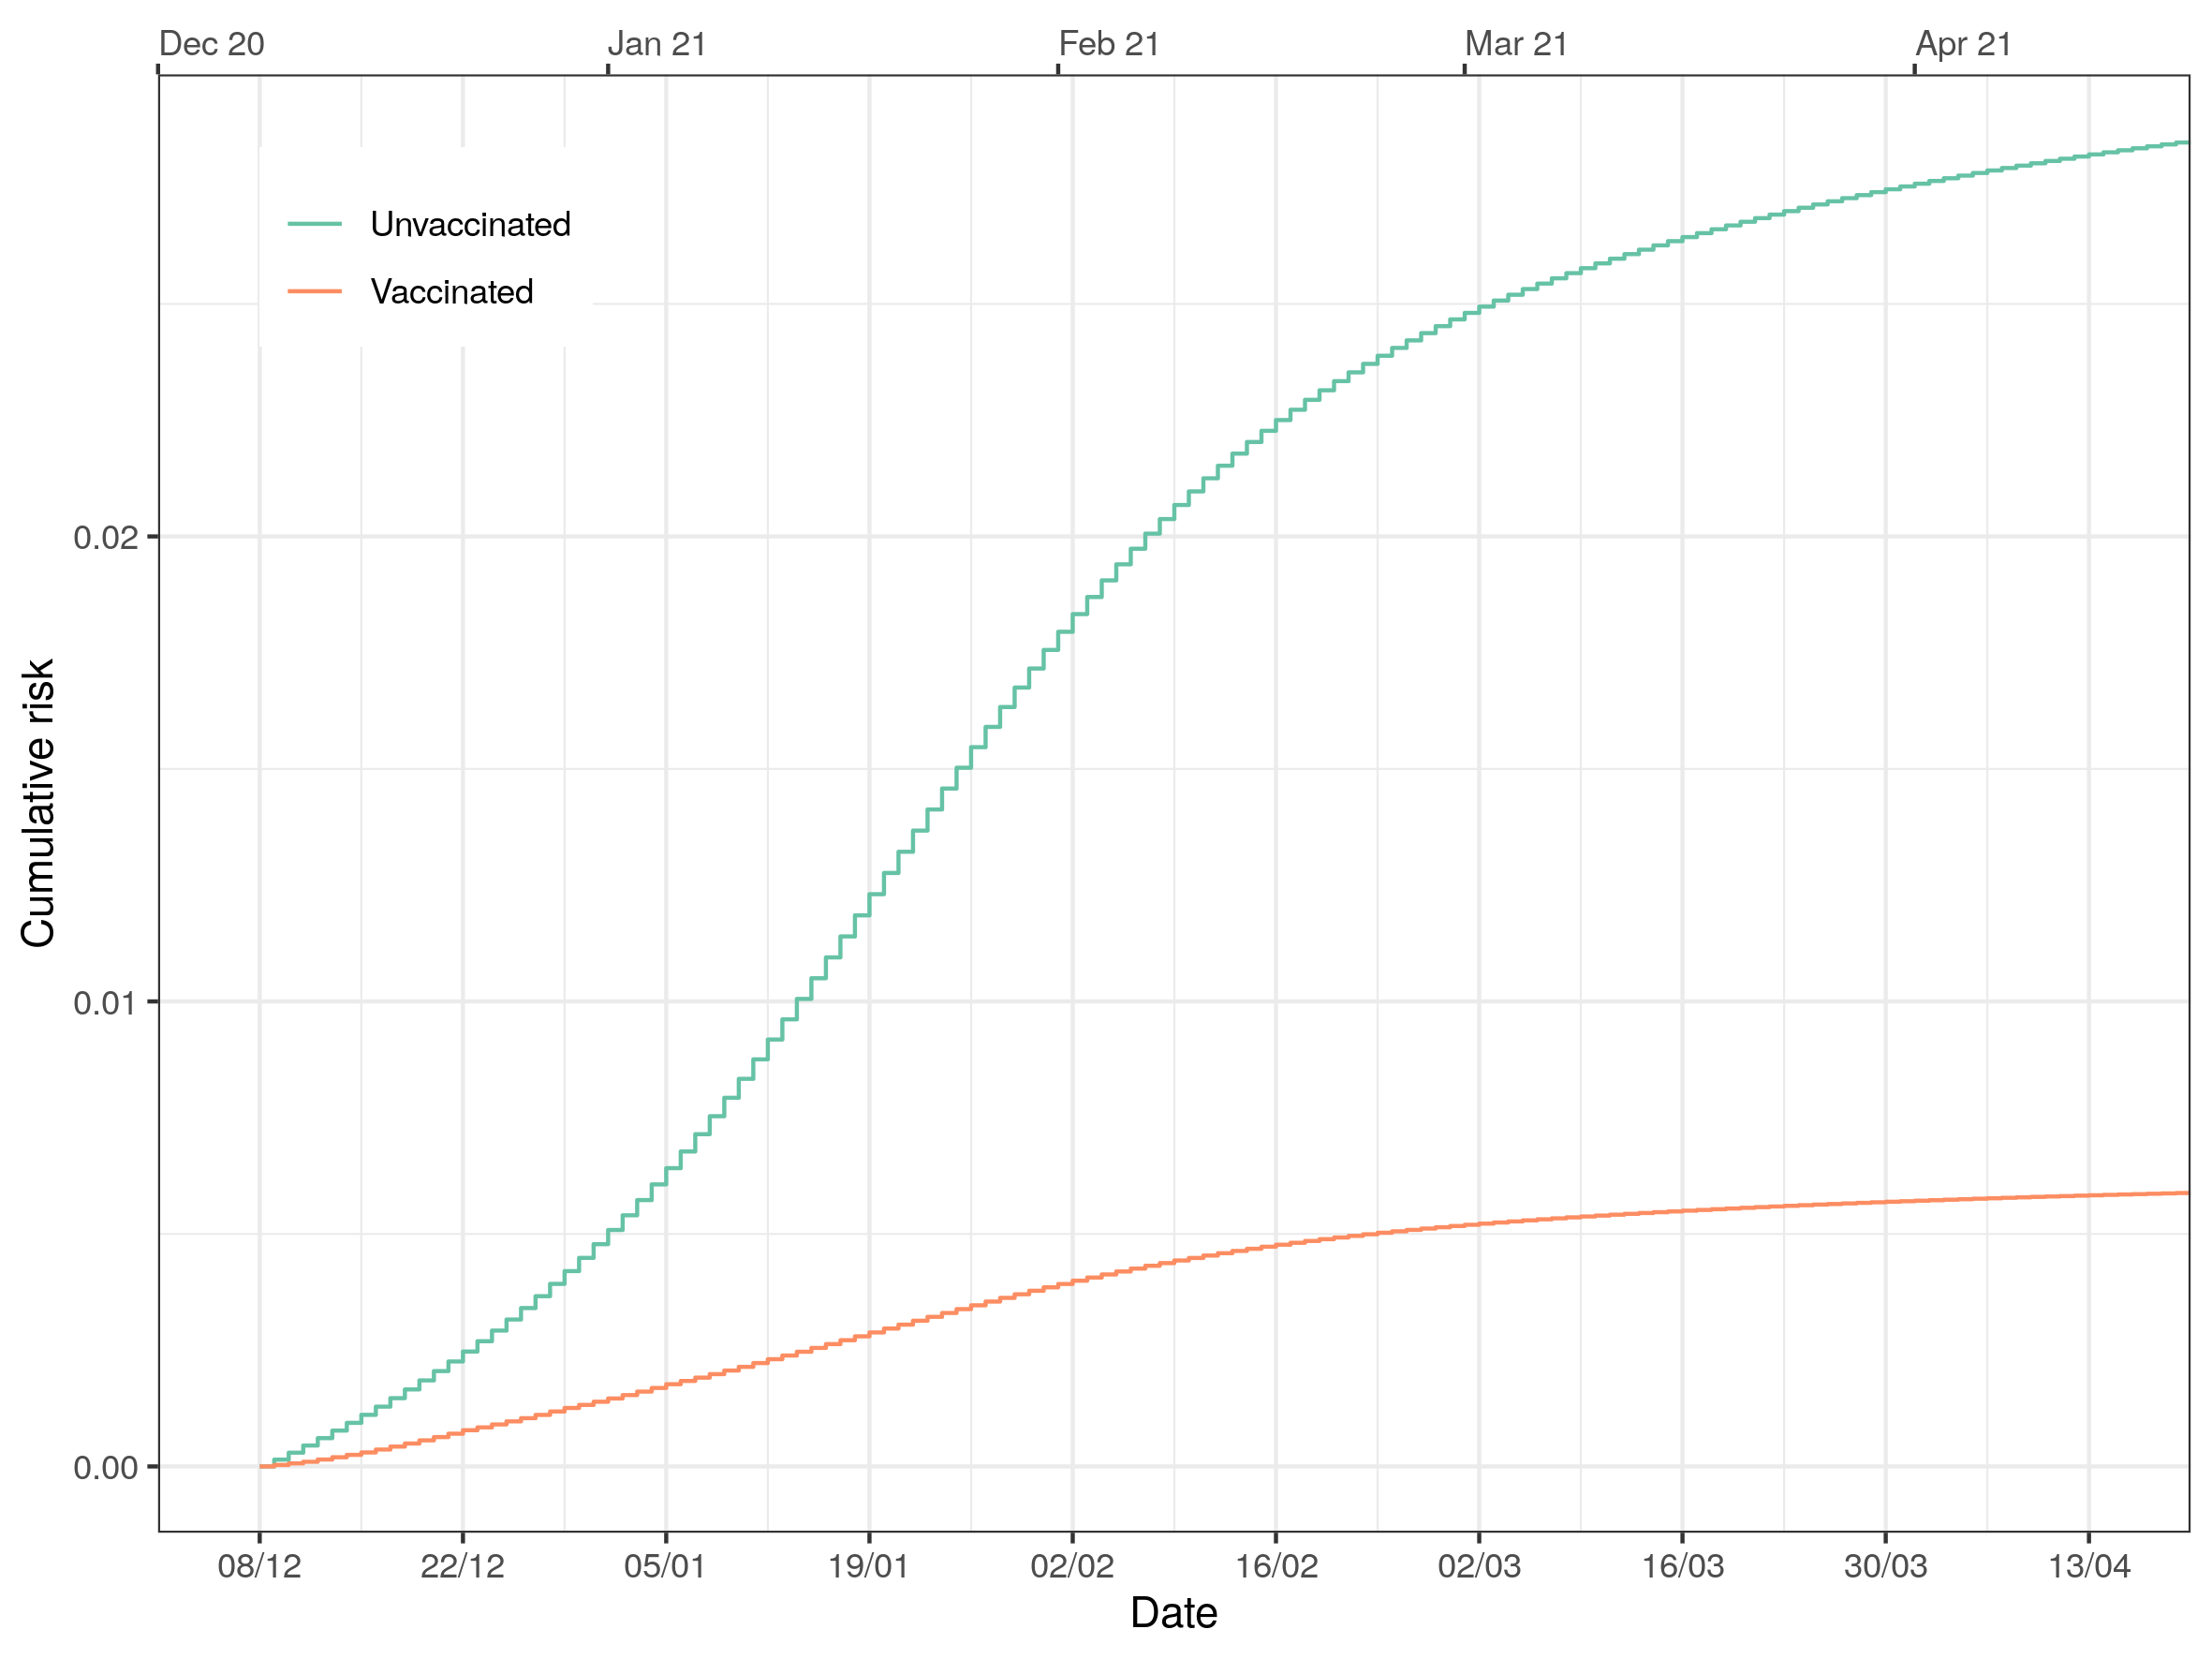 Dec 20 Jan 21 Feb 21 Mar 21 Apr 21
Unvaccinated
Vaccinated
Cumulative risk
0.02
0.01
0.00
08/12 22/12 05/01 19/01 02/02 16/02 02/03 16/03 30/03 13/04
Date